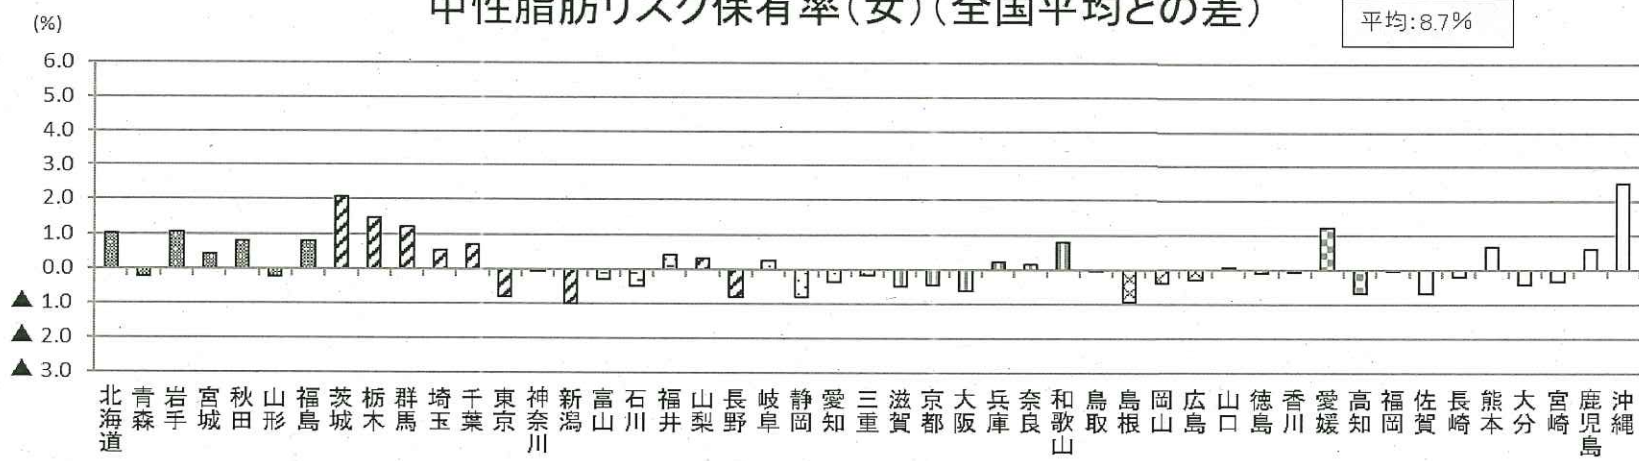 中性脂肪リスク保有率(女)(全国平均との差)
平均:8.7%
(%)
6.0
5.0
4.0
3.0
2.0
1.0
0.0
▲ 1.0
▲ 2.0
▲ 3.0
北海道
青森
岩手
宮城
秋田
山形
福島
茨城
栃木
群馬
埼玉
千葉
東京
神奈川
新潟
富山
石川
福井
山梨
長野
岐阜
静岡
愛知
三重
滋賀
京都
大阪
兵庫
奈良
和歌山
鳥取
島根
岡山
広島
山口
徳島
香川
愛媛
高知
福岡
佐賀
長崎
熊本
大分
宮崎
鹿児島
沖縄